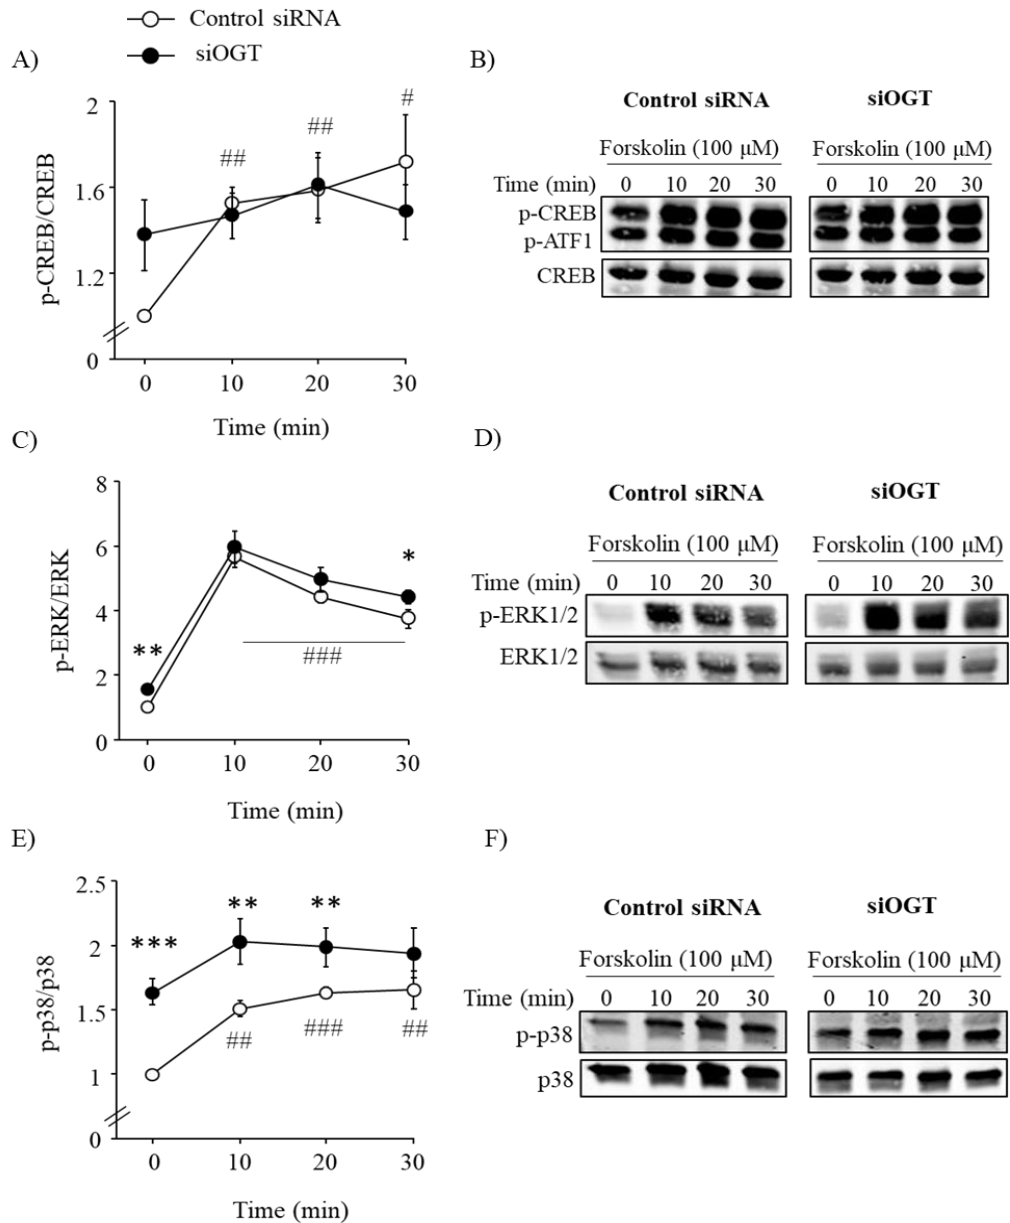 Control siRNA
siOGT
A)
p-CREB/CREB
2
1.6
1.2
0
##
##
#
0 10 20 30
Time (min)
B)
Control siRNA siOGT
Forskolin (100 μM) Forskolin (100 μM)
Time (min) 0 10 20 30 0 10 20 30
p-CREB
p-ATF1
CREB
C)
p-ERK/ERK
8
6
4
2
0
**
*
###
0 10 20 30
Time (min)
D)
Control siRNA siOGT
Forskolin (100 μM) Forskolin (100 μM)
Time (min) 0 10 20 30 0 10 20 30
p-ERK1/2
ERK1/2
E)
p-p38/p38
2.5
2
1.5
1
0
***
**
**
##
###
##
0 10 20 30
Time (min)
F)
Control siRNA siOGT
Forskolin (100 μM) Forskolin (100 μM)
Time (min) 0 10 20 30 0 10 20 30
p-p38
p38